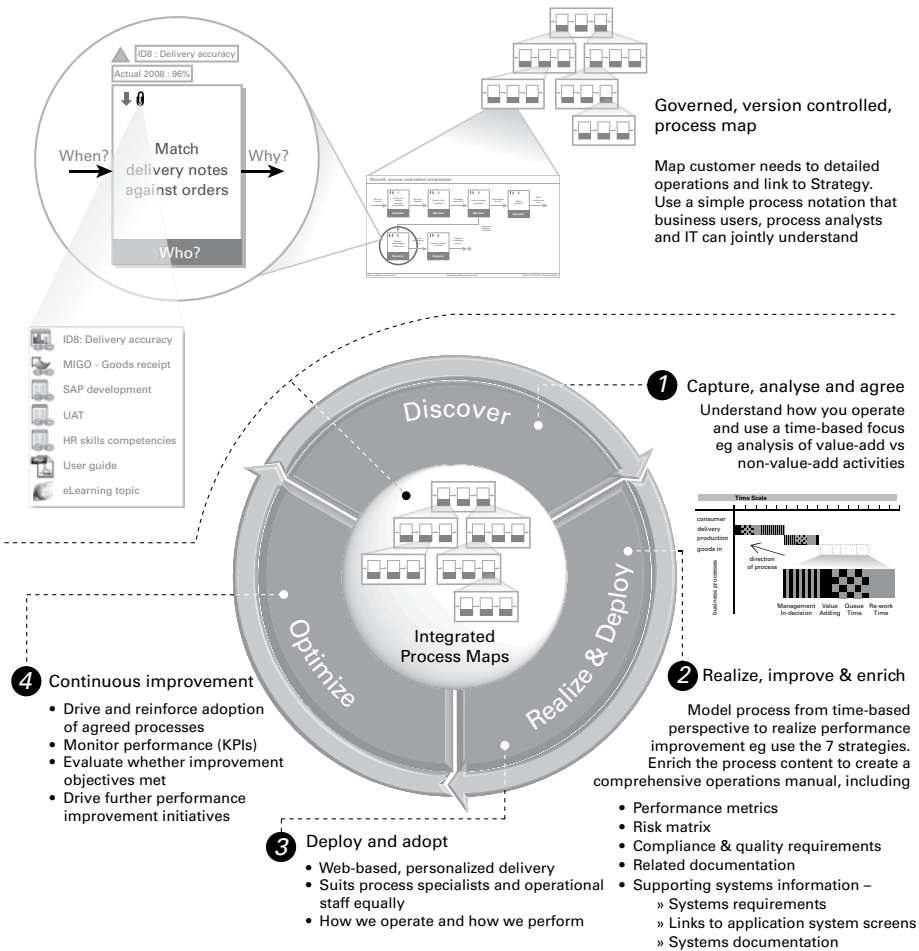 ID8 : Delivery accuracy
Actual 2008 : 96%
When?
Match
delivery notes
against orders
Why?
Who?
Recruit, source and select employees
Governed, version controlled,
process map
Map customer needs to detailed
operations and link to Strategy.
Use a simple process notation that
business users, process analysts
and IT can jointly understand
ID8: Delivery accuracy
MIGO - Goods receipt
SAP development
UAT
HR skills competencies
User guide
eLearning topic
Discover
Realize & Deploy
Optimize
Integrated
Process Maps
1 Capture, analyse and agree
Understand how you operate
and use a time-based focus
eg analysis of value-add vs
non-value-add activities
Time Scale
consumer
delivery
production
goods in
business processes
direction
of process
Management
In-decision
Value
Adding
Queue
Time
Re-work
Time
2 Realize, improve & enrich
Model process from time-based
perspective to realize performance
improvement eg use the 7 strategies.
Enrich the process content to create a
comprehensive operations manual, including
• Performance metrics
• Risk matrix
• Compliance & quality requirements
• Related documentation
• Supporting systems information –
» Systems requirements
» Links to application system screens
» Systems documentation
3 Deploy and adopt
• Web-based, personalized delivery
• Suits process specialists and operational
staff equally
• How we operate and how we perform
4 Continuous improvement
• Drive and reinforce adoption
of agreed processes
• Monitor performance (KPIs)
• Evaluate whether improvement
objectives met
• Drive further performance
improvement initiatives